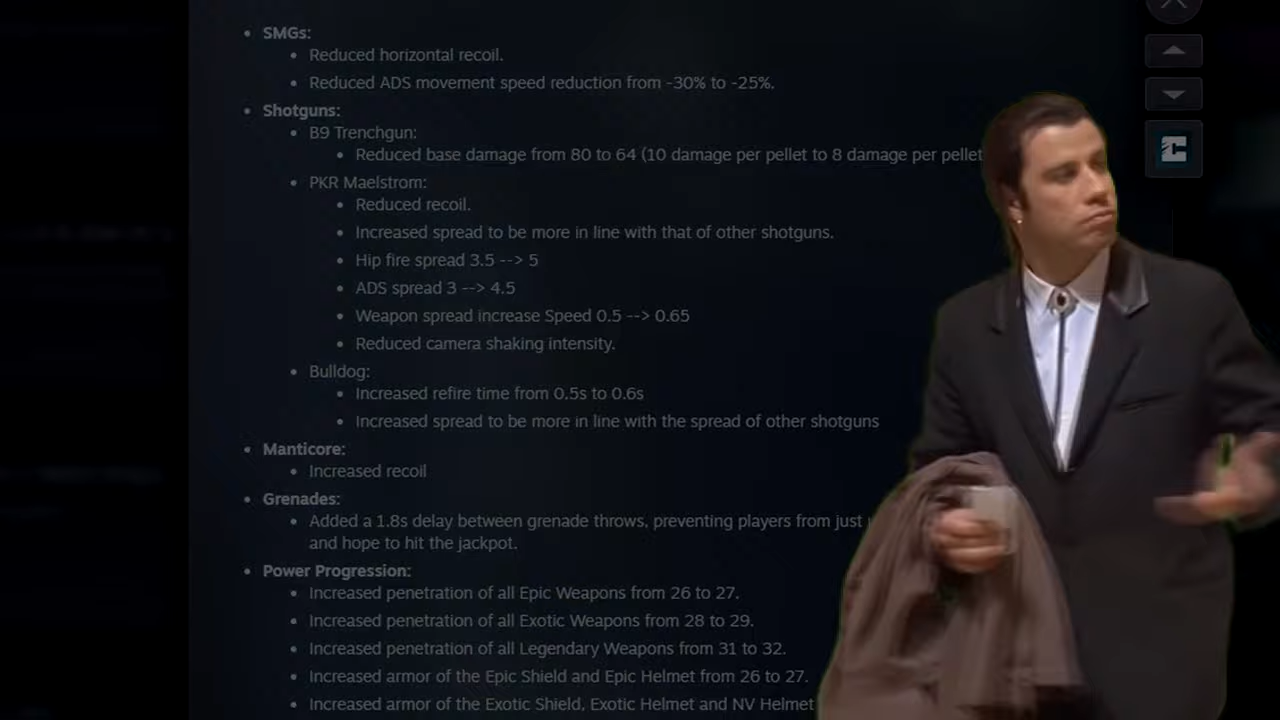 SMGs:
Reduced horizontal recoil.
Reduced ADS movement speed reduction from -30% to -25%.
Shotguns:
B9 Trenchgun:
Reduced base damage from 80 to 64 (10 damage per pellet to 8 damage per pellet
PKR Maelstrom:
Reduced recoil.
Increased spread to be more in line with that of other shotguns.
Hip fire spread 3.5 --> 5
ADS spread 3 --> 4.5
Weapon spread increase Speed 0.5 --> 0.65
Reduced camera shaking intensity.
Bulldog:
Increased refire time from 0.5s to 0.6s
Increased spread to be more in line with the spread of other shotguns
Manticore:
Increased recoil
Grenades:
Added a 1.8s delay between grenade throws, preventing players from just
and hope to hit the jackpot.
Power Progression:
Increased penetration of all Epic Weapons from 26 to 27.
Increased penetration of all Exotic Weapons from 28 to 29.
Increased penetration of all Legendary Weapons from 31 to 32.
Increased armor of the Epic Shield and Epic Helmet from 26 to 27.
Increased armor of the Exotic Shield, Exotic Helmet and NV Helmet